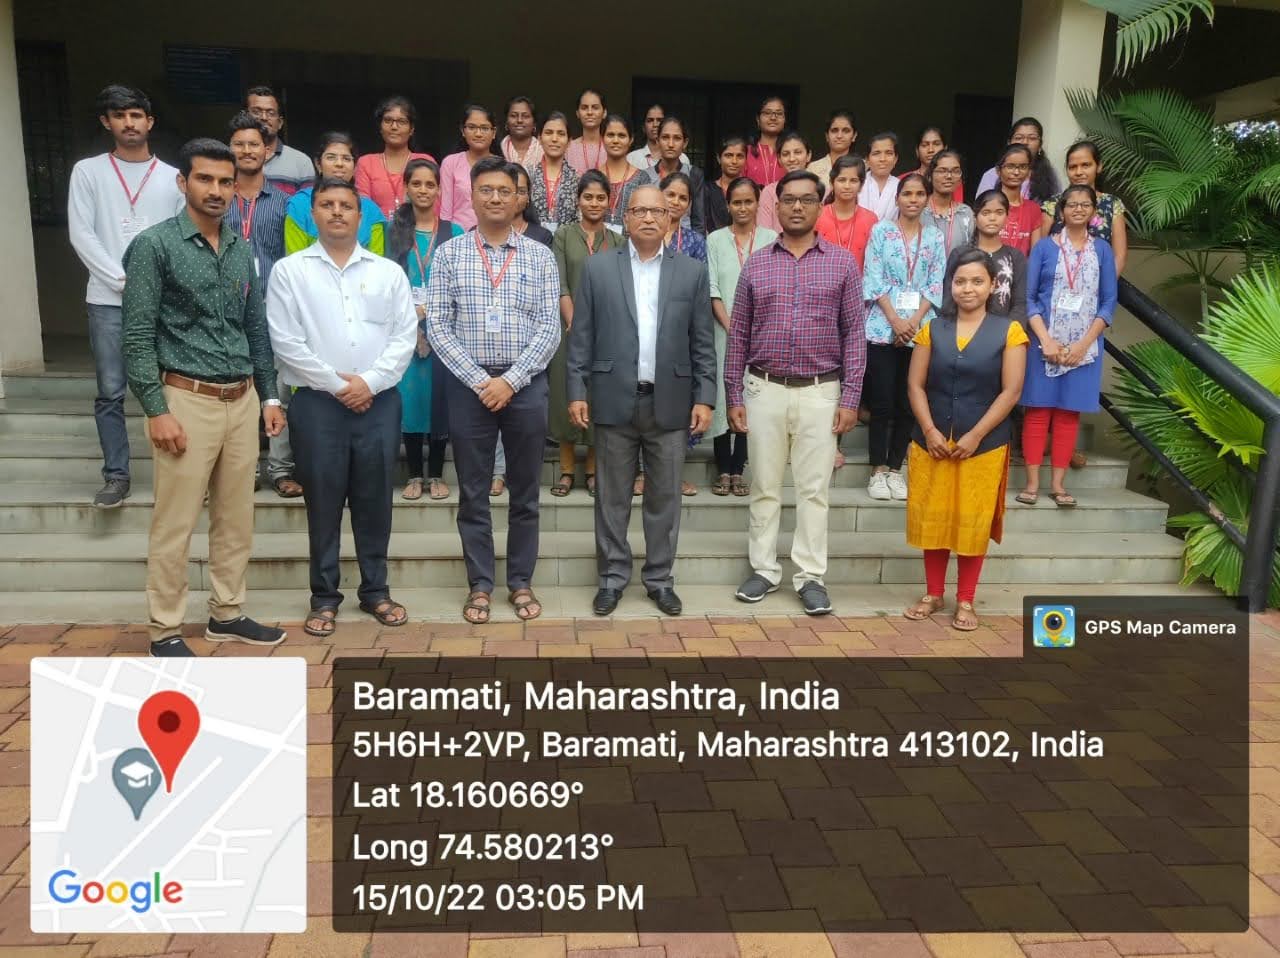 GPS Map Camera
Baramati, Maharashtra, India
5H6H+2VP, Baramati, Maharashtra 413102, India
Lat 18.160669°
Long 74.580213°
15/10/22 03:05 PM
Google